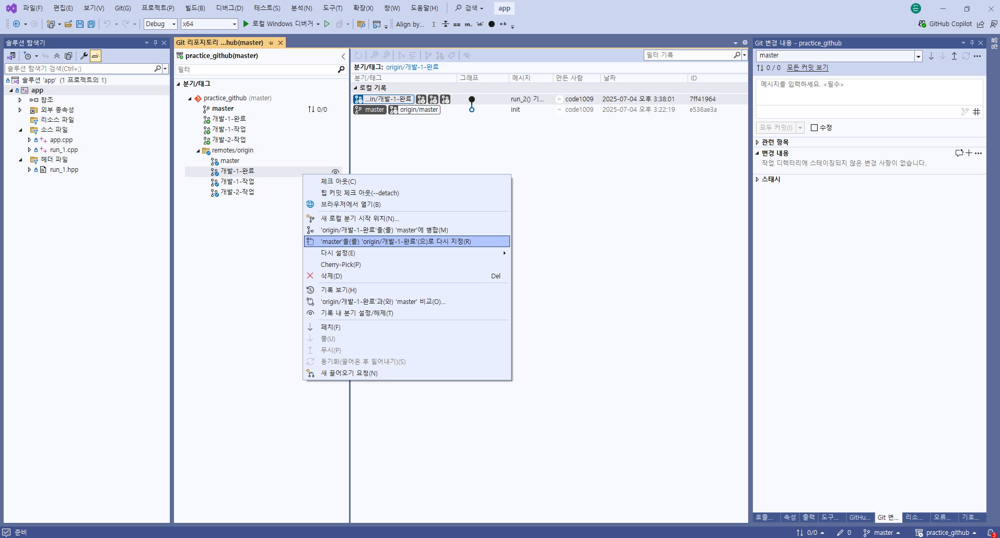 파일(F) 편집(E) 보기(V) Git(G) 프로젝트(P) 빌드(B) 디버그(D) 테스트(S) 분석(N) 도구(T) 확장(X) 창(W) 도움말(H) 검색 app
Debug x64 로컬 Windows 디버거 Align by... GitHub Copilot
솔루션 탐색기
솔루션 탐색기 검색(Ctrl+;)
솔루션 'app' (1 프로젝트의 1)
app
참조
외부 종속성
리소스 파일
소스 파일
app.cpp
run_1.cpp
헤더 파일
run_1.hpp
Git 리포지토리 ...hub(master)
practice_github(master)
필터
분기/태그
practice_github (master)
master 0/0
개발-1-완료
개발-1-작업
개발-2-작업
remotes/origin
master
개발-1-완료
개발-1-작업
개발-2-작업
필터 기록
분기/태그: origin/개발-1-완료
분기/태그 그래프 메시지 만든 사람 날짜 ID
로컬 기록
...in/개발-1-완료 run_2() 기... code1009 2025-07-04 오후 3:38:01 7ff41964
master origin/master init code1009 2025-07-04 오후 3:22:19 e536ae3a
체크 아웃(C)
팁 커밋 체크 아웃(--detach)
브라우저에서 열기(B)
새 로컬 분기 시작 위치(N)...
'origin/개발-1-완료'을(를) 'master'에 병합(M)
'master'을(를) 'origin/개발-1-완료'(으)로 다시 지정(R)
다시 설정(E)
Cherry-Pick(P)
삭제(D) Del
기록 보기(H)
'origin/개발-1-완료'과(와) 'master' 비교(O)...
기록 내 분기 설정/해제(T)
페치(F)
풀(U)
푸시(P)
동기화(끌어온 후 밀어내기)(S)
새 끌어오기 요청(N)
Git 변경 내용 - practice_github
master
0 / 0 모든 커밋 보기
메시지를 입력하세요. <필수>
모두 커밋(I) 수정
관련 항목
변경 내용
작업 디렉터리에 스테이징되지 않은 변경 사항이 없습니다.
스태시
호출... 속성 출력 도구... GitHu... Git 변... 리소... 오류... 기호...
준비 0/0 0 master practice_github 3